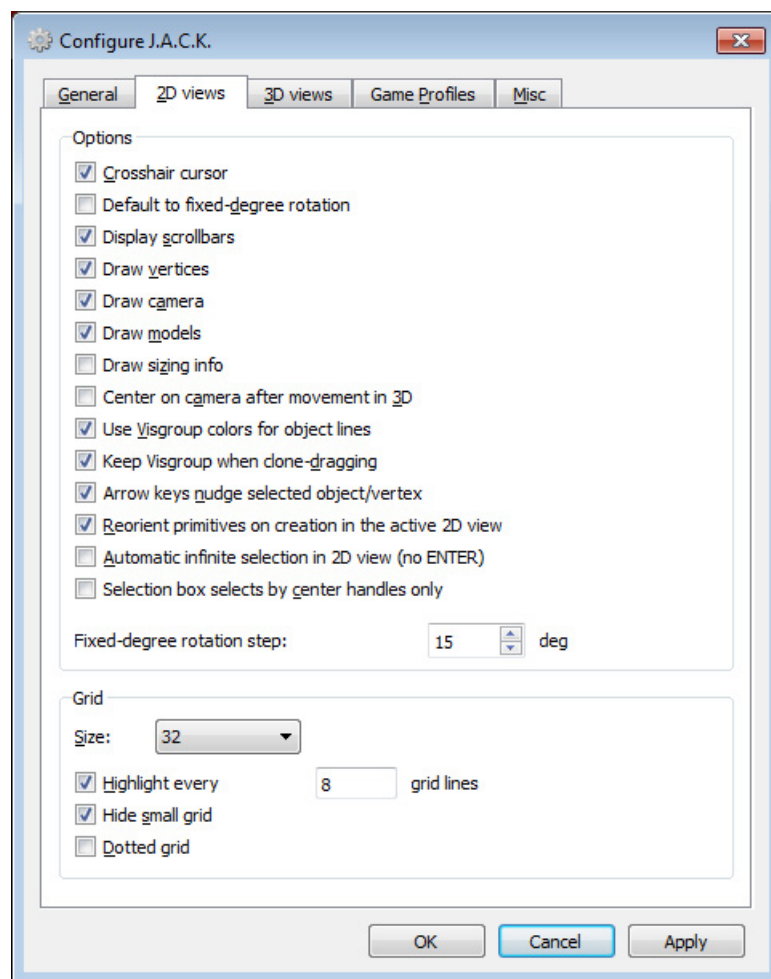 Configure J.A.C.K.
General 2D views 3D views Game Profiles Misc
Options
Crosshair cursor
Default to fixed-degree rotation
Display scrollbars
Draw vertices
Draw camera
Draw models
Draw sizing info
Center on camera after movement in 3D
Use Visgroup colors for object lines
Keep Visgroup when clone-dragging
Arrow keys nudge selected object/vertex
Reorient primitives on creation in the active 2D view
Automatic infinite selection in 2D view (no ENTER)
Selection box selects by center handles only
Fixed-degree rotation step: 15 deg
Grid
Size: 32
Highlight every 8 grid lines
Hide small grid
Dotted grid
OK Cancel Apply